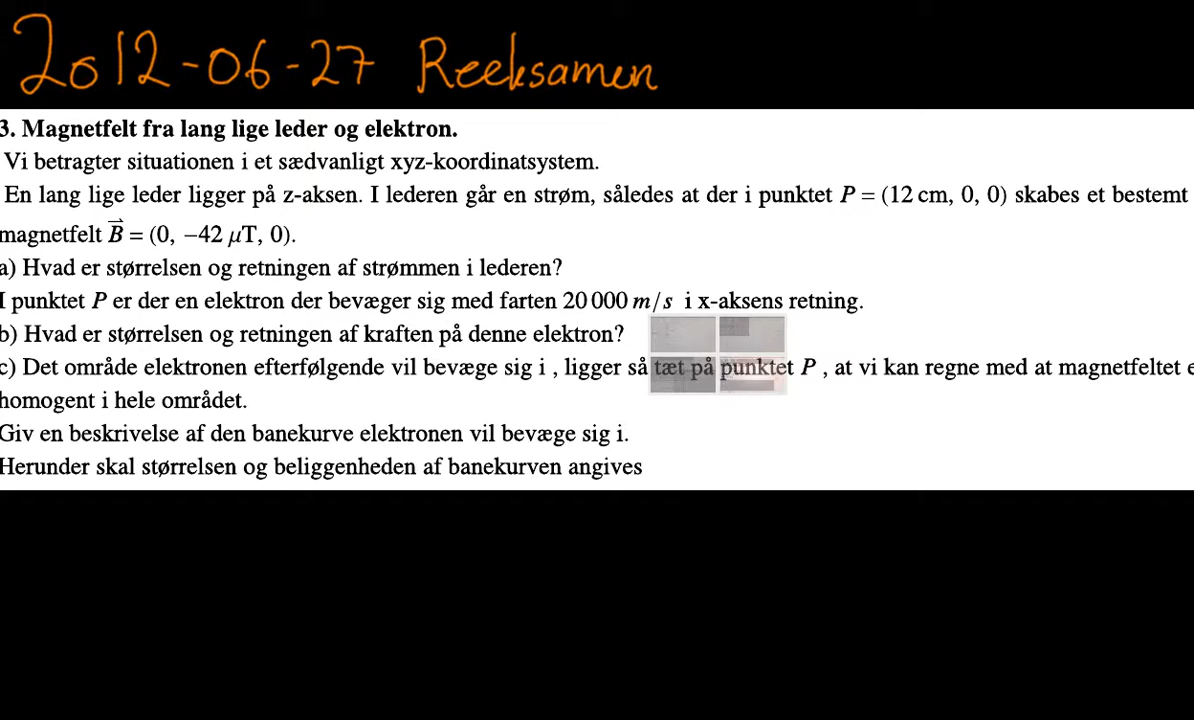 2012-06-27 Reeksamen
3. Magnetfelt fra lang lige leder og elektron.
Vi betragter situationen i et sædvanligt xyz-koordinatsystem.
En lang lige leder ligger på z-aksen. I lederen går en strøm, således at der i punktet P = (12 cm, 0, 0) skabes et bestemt
magnetfelt B⃗ = (0, −42 μT, 0).
a) Hvad er størrelsen og retningen af strømmen i lederen?
I punktet P er der en elektron der bevæger sig med farten 20 000 m/s i x-aksens retning.
b) Hvad er størrelsen og retningen af kraften på denne elektron?
c) Det område elektronen efterfølgende vil bevæge sig i , ligger så tæt på punktet P , at vi kan regne med at magnetfeltet e
homogent i hele området.
Giv en beskrivelse af den banekurve elektronen vil bevæge sig i.
Herunder skal størrelsen og beliggenheden af banekurven angives